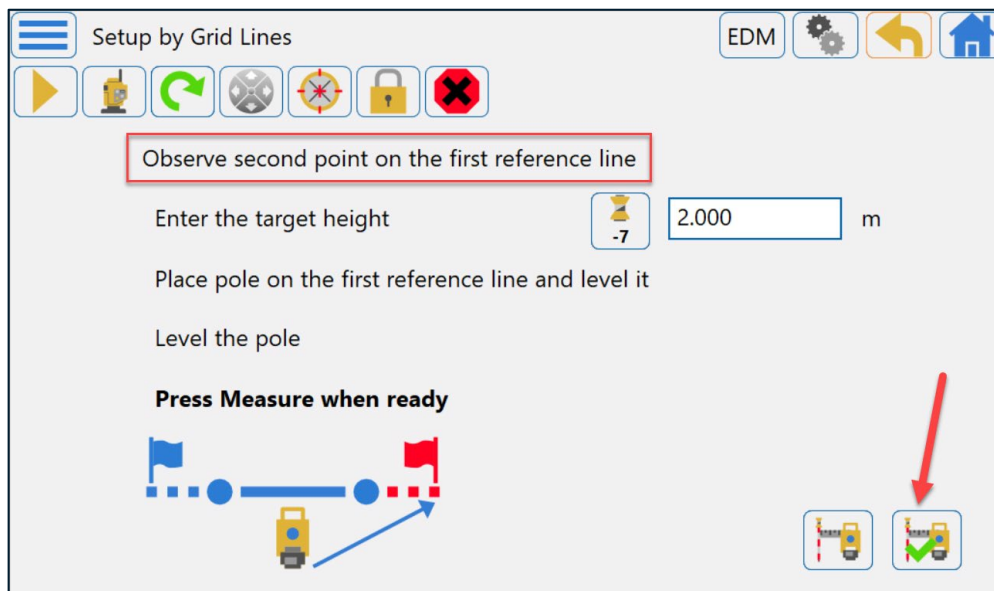 Setup by Grid Lines
EDM
Observe second point on the first reference line
Enter the target height
-7
2.000
m
Place pole on the first reference line and level it
Level the pole
Press Measure when ready